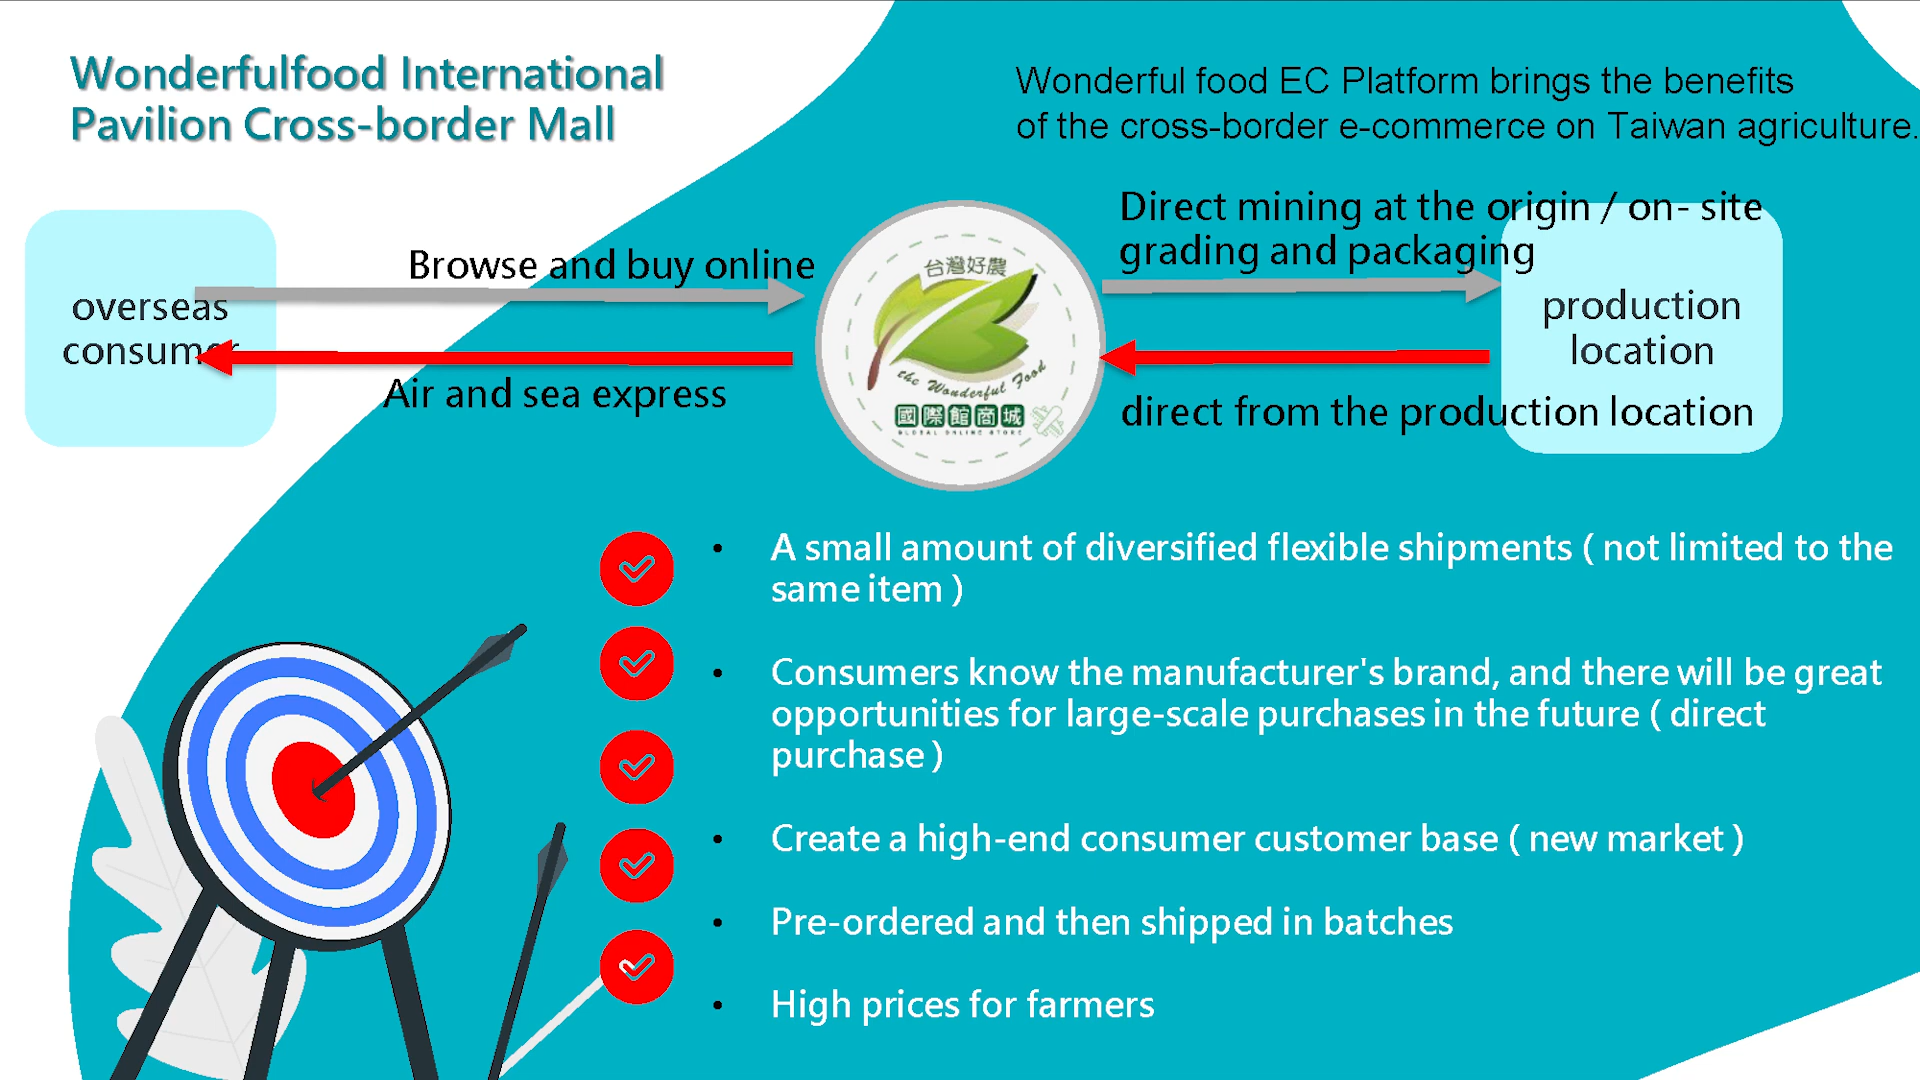 Wonderfulfood International
Pavilion Cross-border Mall
Wonderful food EC Platform brings the benefits
of the cross-border e-commerce on Taiwan agriculture.
overseas
consumer
Browse and buy online
Air and sea express
台灣好農
the Wonderful Food
國際館商城
GLOBAL ONLINE STORE
Direct mining at the origin / on- site
grading and packaging
production
location
direct from the production location
• A small amount of diversified flexible shipments ( not limited to the
same item )
• Consumers know the manufacturer's brand, and there will be great
opportunities for large-scale purchases in the future ( direct
purchase )
• Create a high-end consumer customer base ( new market )
• Pre-ordered and then shipped in batches
• High prices for farmers